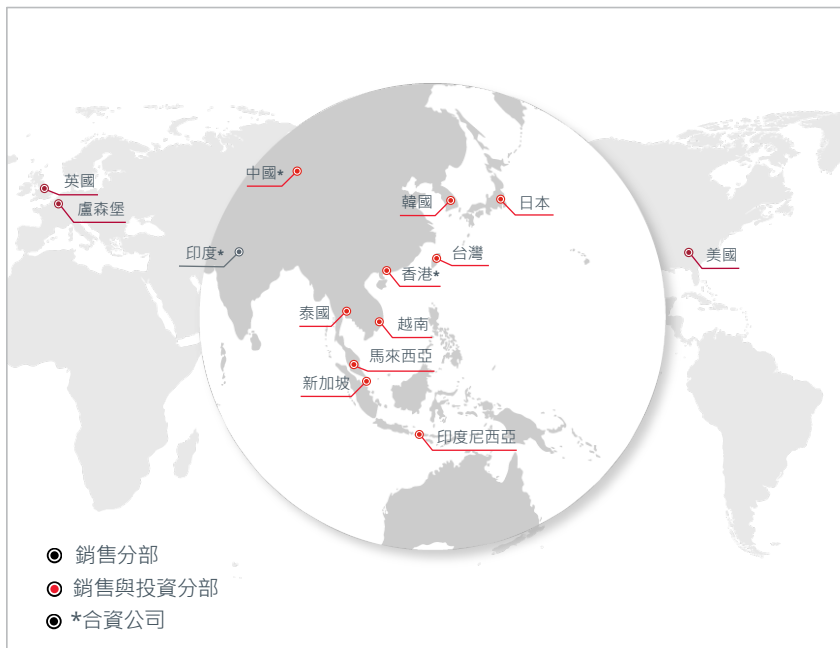 英國
盧森堡
中國*
韓國
日本
印度*
台灣
香港*
美國
泰國
越南
馬來西亞
新加坡
印度尼西亞
銷售分部
銷售與投資分部
*合資公司